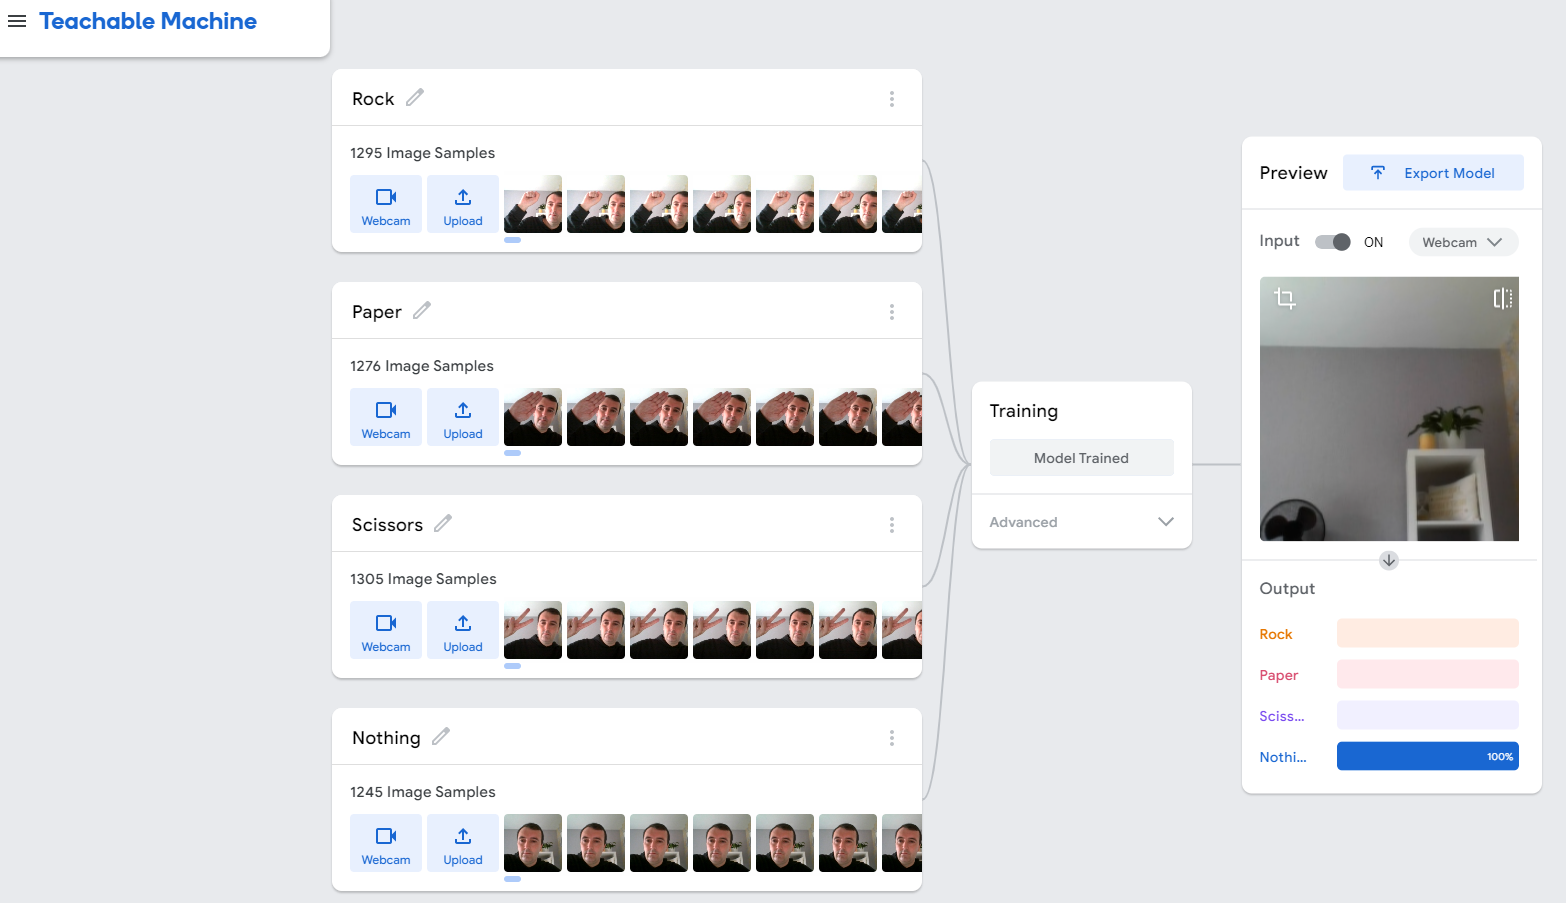 Teachable Machine
Rock
1295 Image Samples
Webcam
Upload
Paper
1276 Image Samples
Webcam
Upload
Scissors
1305 Image Samples
Webcam
Upload
Nothing
1245 Image Samples
Webcam
Upload
Training
Model Trained
Advanced
Preview
Export Model
Input
ON
Webcam
Output
Rock
Paper
Sciss...
Nothi...
100%